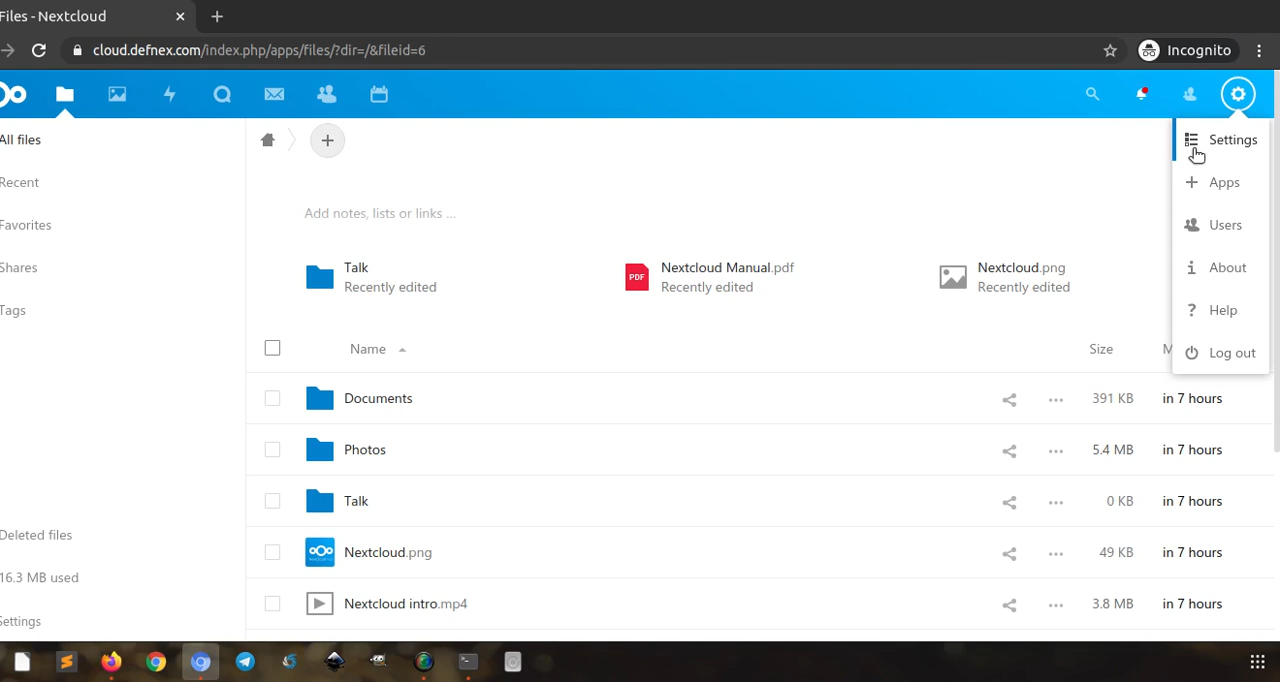 Files - Nextcloud
cloud.defnex.com/index.php/apps/files/?dir=/&fileid=6
Incognito
All files
Recent
Favorites
Shares
Tags
Deleted files
16.3 MB used
Settings
Settings
Apps
Users
About
Help
Log out
Add notes, lists or links ...
Talk
Recently edited
PDF
Nextcloud Manual.pdf
Recently edited
Nextcloud.png
Recently edited
Name
Size
M
Documents
391 KB
in 7 hours
Photos
5.4 MB
in 7 hours
Talk
0 KB
in 7 hours
Nextcloud.png
49 KB
in 7 hours
Nextcloud intro.mp4
3.8 MB
in 7 hours